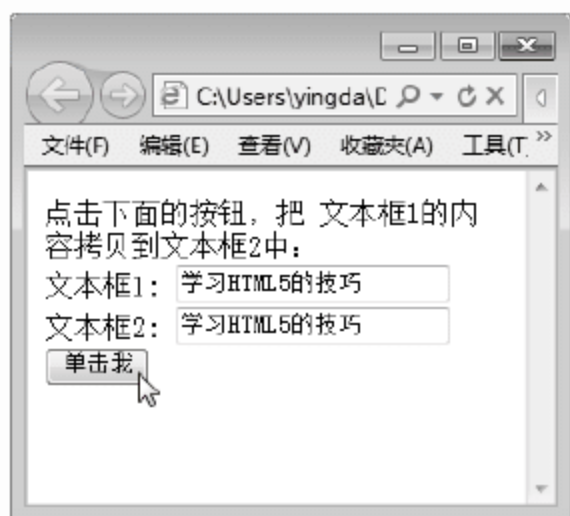 C:\Users\yingda\D
文件(F) 编辑(E) 查看(V) 收藏夹(A) 工具(T
点击下面的按钮，把 文本框1的内
容拷贝到文本框2中：
文本框1： 学习HTML5的技巧
文本框2： 学习HTML5的技巧
单击我